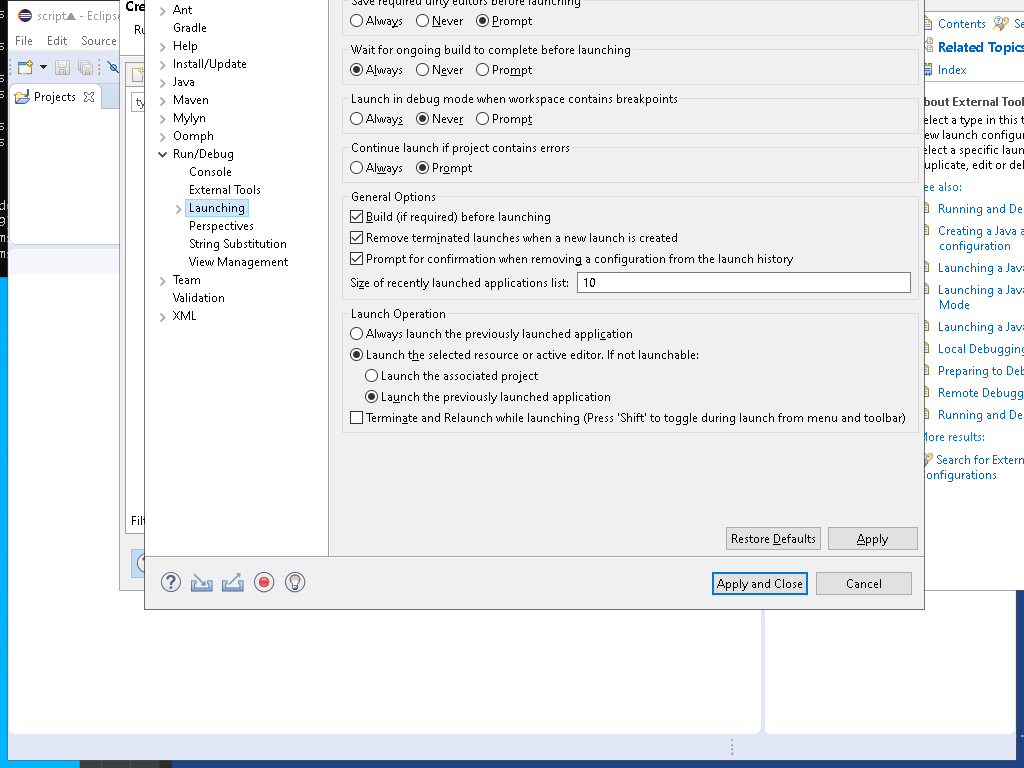 script▲ - Eclips
File Edit Source
Projects
Cre
Ru
ty
Filt
Ant
Gradle
Help
Install/Update
Java
Maven
Mylyn
Oomph
Run/Debug
Console
External Tools
Launching
Perspectives
String Substitution
View Management
Team
Validation
XML
Save required dirty editors before launching
Always Never Prompt
Wait for ongoing build to complete before launching
Always Never Prompt
Launch in debug mode when workspace contains breakpoints
Always Never Prompt
Continue launch if project contains errors
Always Prompt
General Options
Build (if required) before launching
Remove terminated launches when a new launch is created
Prompt for confirmation when removing a configuration from the launch history
Size of recently launched applications list: 10
Launch Operation
Always launch the previously launched application
Launch the selected resource or active editor. If not launchable:
Launch the associated project
Launch the previously launched application
Terminate and Relaunch while launching (Press 'Shift' to toggle during launch from menu and toolbar)
Restore Defaults Apply
Apply and Close Cancel
Contents Se
Related Topics
Index
bout External Tool
elect a type in this t
ew launch configur
elect a specific laun
uplicate, edit or del
ee also:
Running and De
Creating a Java a
configuration
Launching a Java
Launching a Java
Mode
Launching a Java
Local Debugging
Preparing to Deb
Remote Debugg
Running and De
More results:
Search for Extern
onfigurations